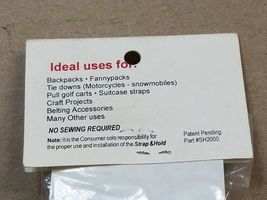 Ideal uses for:
Backpacks • Fannypacks
Tie downs (Motorcycles - snowmobiles)
Pull golf carts • Suitcase straps
Craft Projects
Belting Accessories
Many Other uses
NO SEWING REQUIRED
Note: It is the Consumer solo responsibility for
the proper use and installation of the Strap & Hold
Patent Pending
Part #SH2000